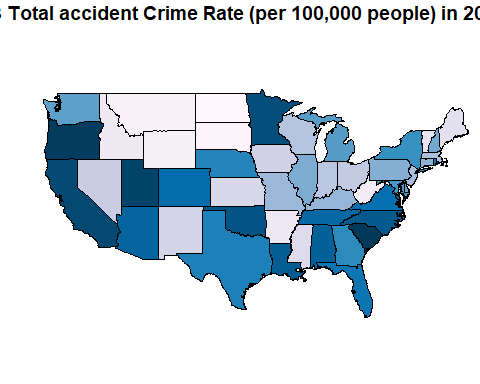 Total accident Crime Rate (per 100,000 people) in 20